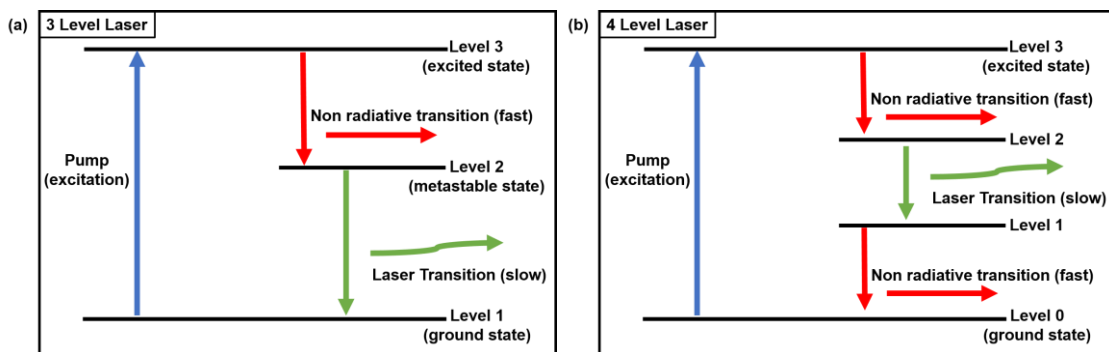 (a)
3 Level Laser
Level 3
(excited state)
Non radiative transition (fast)
Pump
(excitation)
Level 2
(metastable state)
Laser Transition (slow)
Level 1
(ground state)
(b)
4 Level Laser
Level 3
(excited state)
Non radiative transition (fast)
Level 2
Pump
(excitation)
Laser Transition (slow)
Level 1
Non radiative transition (fast)
Level 0
(ground state)